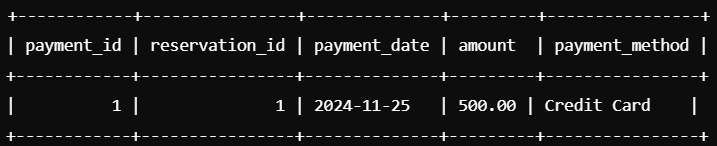 +------------+----------------+--------------+---------+----------------+
| payment_id | reservation_id | payment_date | amount  | payment_method |
+------------+----------------+--------------+---------+----------------+
|          1 |              1 | 2024-11-25   | 500.00 | Credit Card    |
+------------+----------------+--------------+---------+----------------+